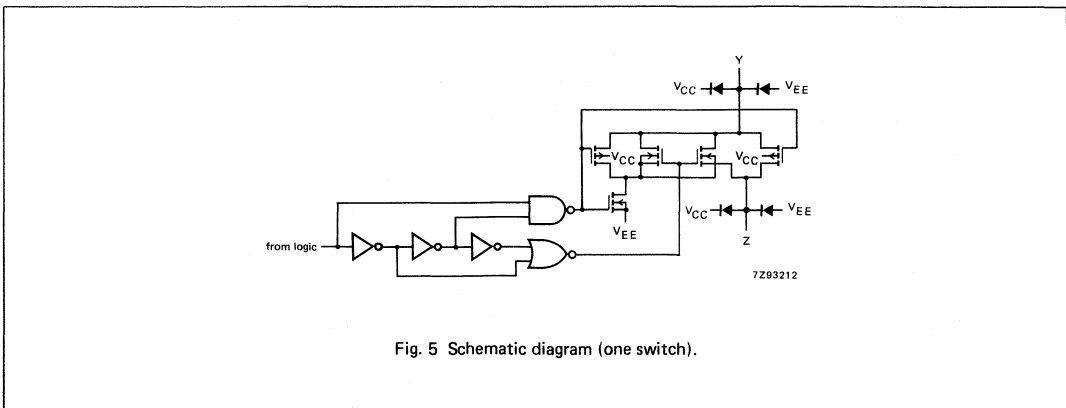 Y
VCC VEE
VCC VCC
VCC VEE
VEE
from logic
Z
7Z93212
Fig. 5 Schematic diagram (one switch).